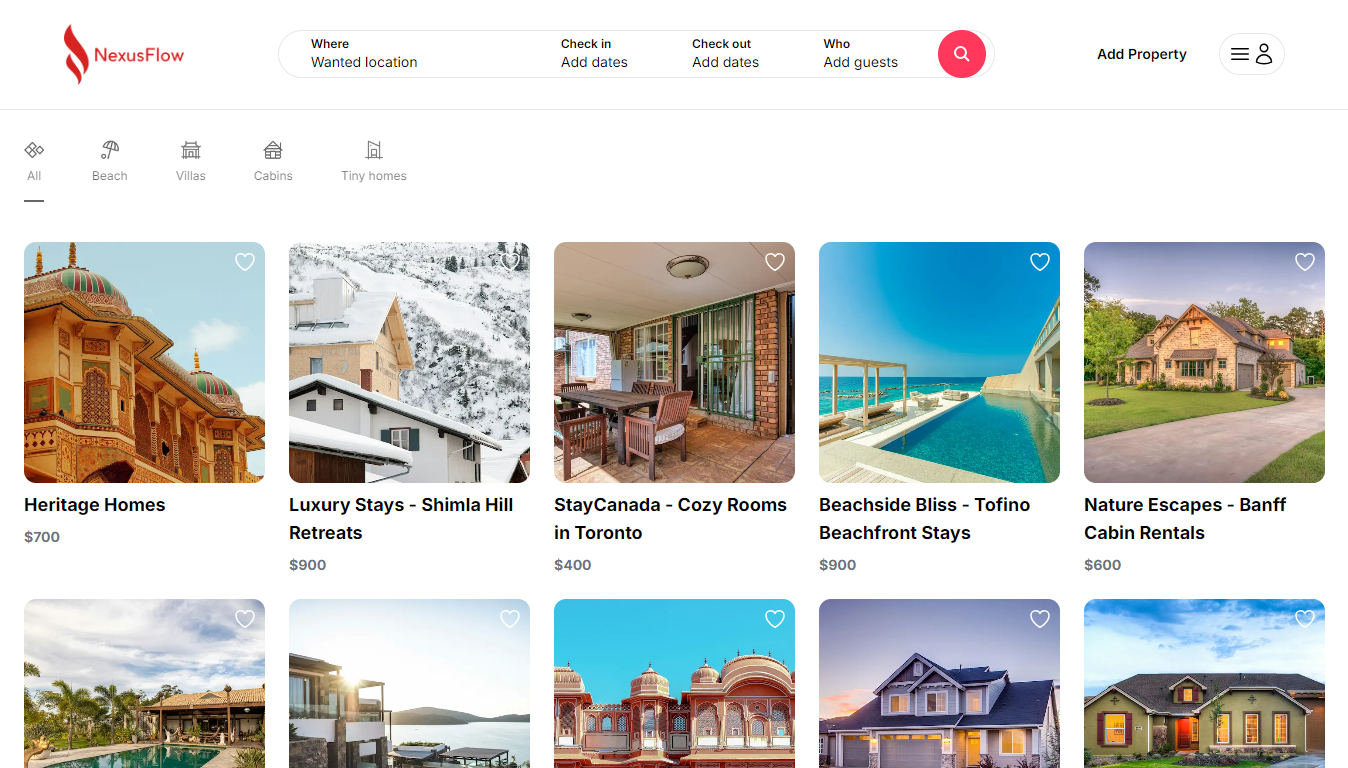 NexusFlow
Where
Wanted location
Check in
Add dates
Check out
Add dates
Who
Add guests
Add Property
All
Beach
Villas
Cabins
Tiny homes
Heritage Homes
$700
Luxury Stays - Shimla Hill
Retreats
$900
StayCanada - Cozy Rooms
in Toronto
$400
Beachside Bliss - Tofino
Beachfront Stays
$900
Nature Escapes - Banff
Cabin Rentals
$600